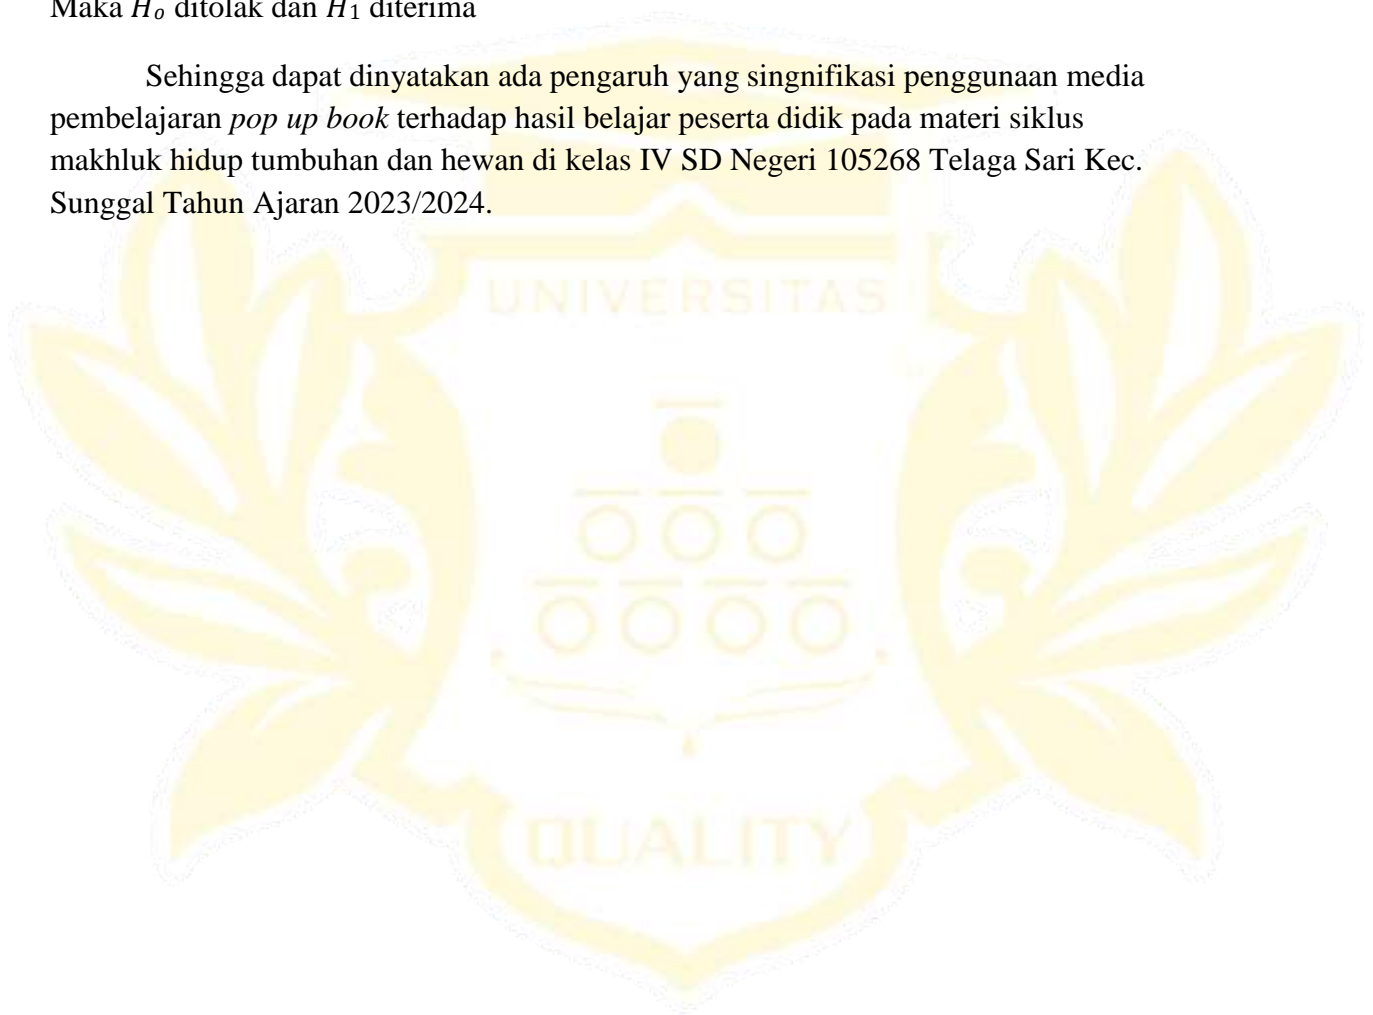 Maka H₀ ditolak dan H₁ diterima
Sehingga dapat dinyatakan ada pengaruh yang singnifikasi penggunaan media
pembelajaran pop up book terhadap hasil belajar peserta didik pada materi siklus
makhluk hidup tumbuhan dan hewan di kelas IV SD Negeri 105268 Telaga Sari Kec.
Sunggal Tahun Ajaran 2023/2024.
UNIVERSITAS
QUALITY